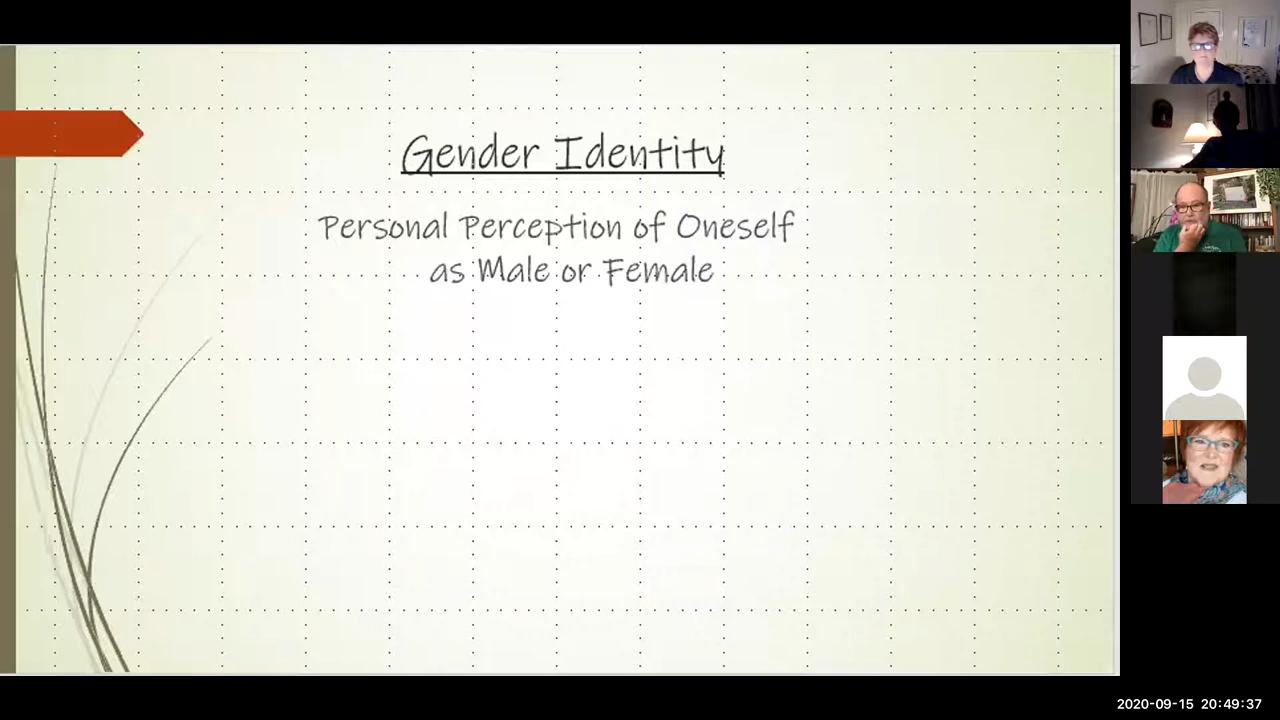 Gender Identity
Personal Perception of Oneself
as Male or Female
2020-09-15 20:49:37